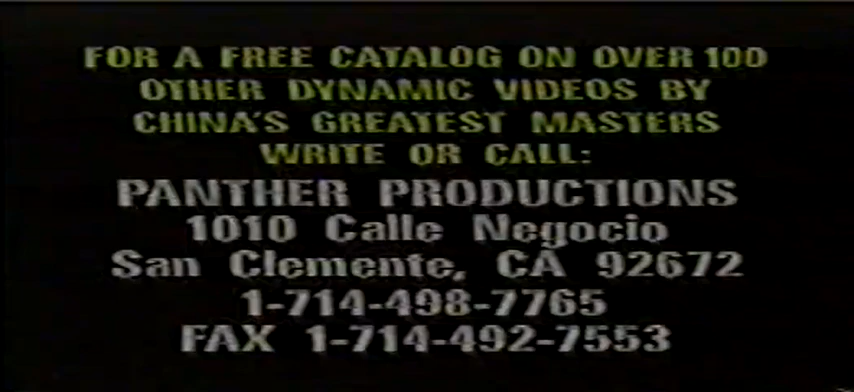 FOR A FREE CATALOG ON OVER 100
OTHER DYNAMIC VIDEOS BY
CHINA'S GREATEST MASTERS
WRITE OR CALL:
PANTHER PRODUCTIONS
1010 Calle Negocio
San Clemente, CA 92672
1-714-498-7765
FAX 1-714-492-7553